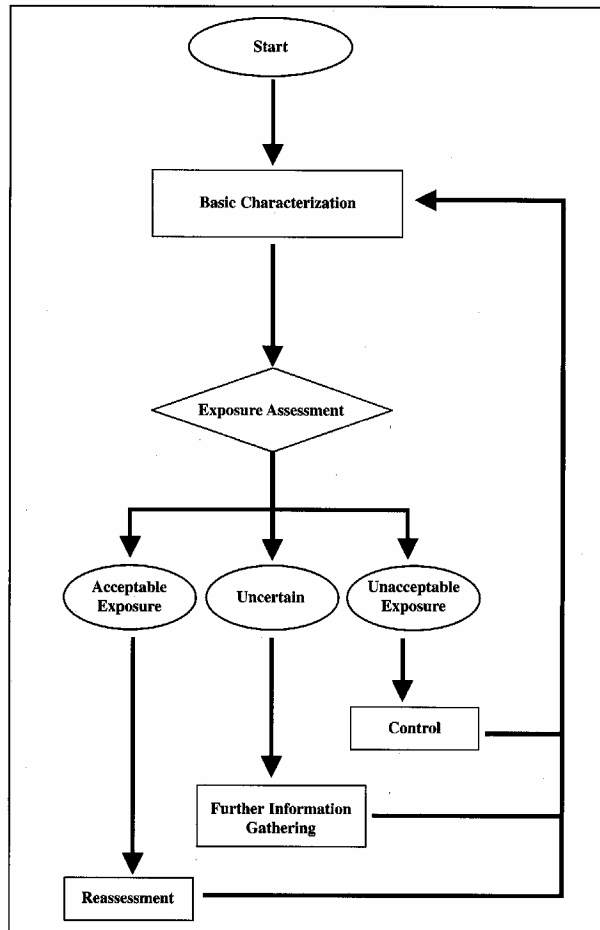 Start
Basic Characterization
Exposure Assessment
Acceptable
Exposure
Uncertain
Unacceptable
Exposure
Control
Further Information
Gathering
Reassessment